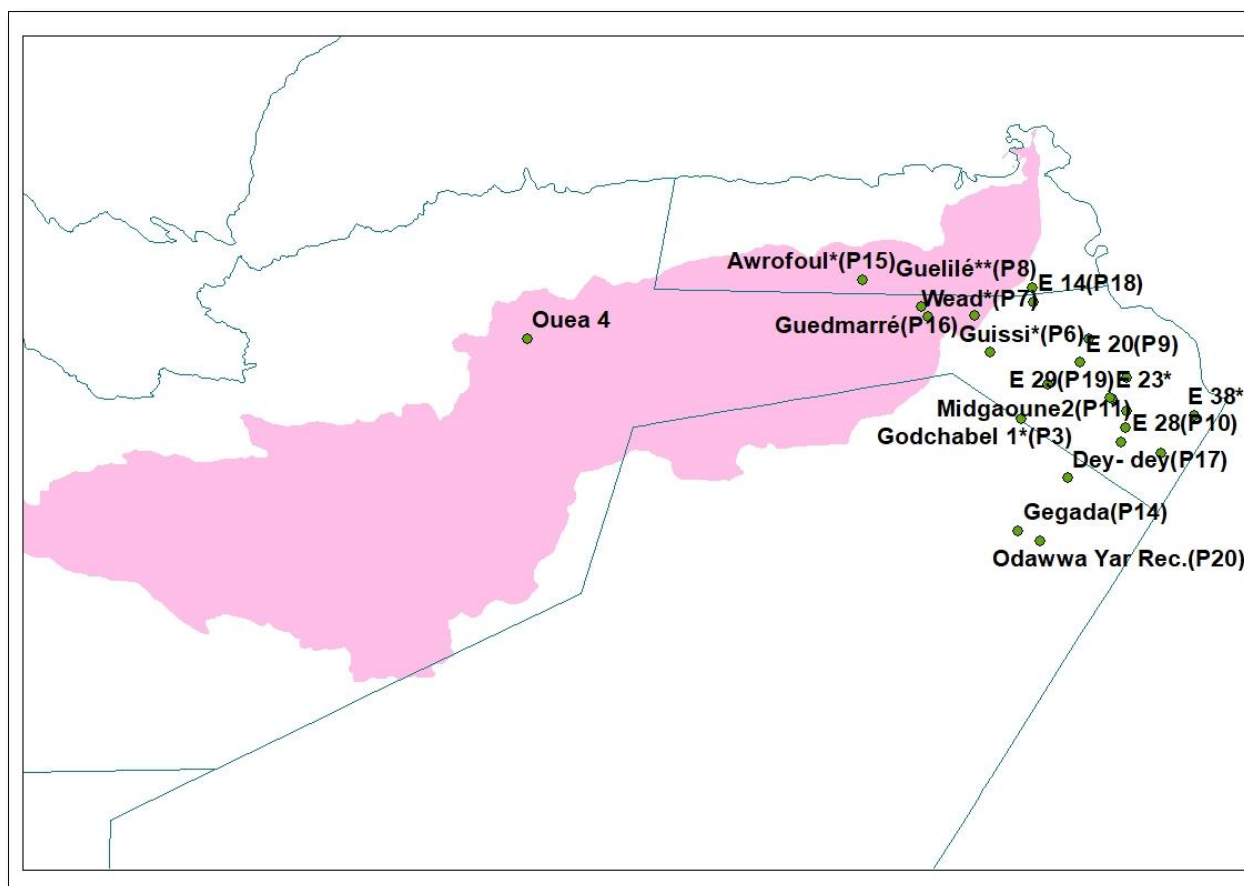 Awrofoul*(P15)
Guelilé**(P8)
E 14(P18)
Wead*(P7)
Ouea 4
Guedmarré(P16)
Guissi*(P6)
E 20(P9)
E 29(P19)
E 23*
E 38*
Midgaoune2(P11)
E 28(P10)
Godchabel 1*(P3)
Dey- dey(P17)
Gegada(P14)
Odawwa Yar Rec.(P20)